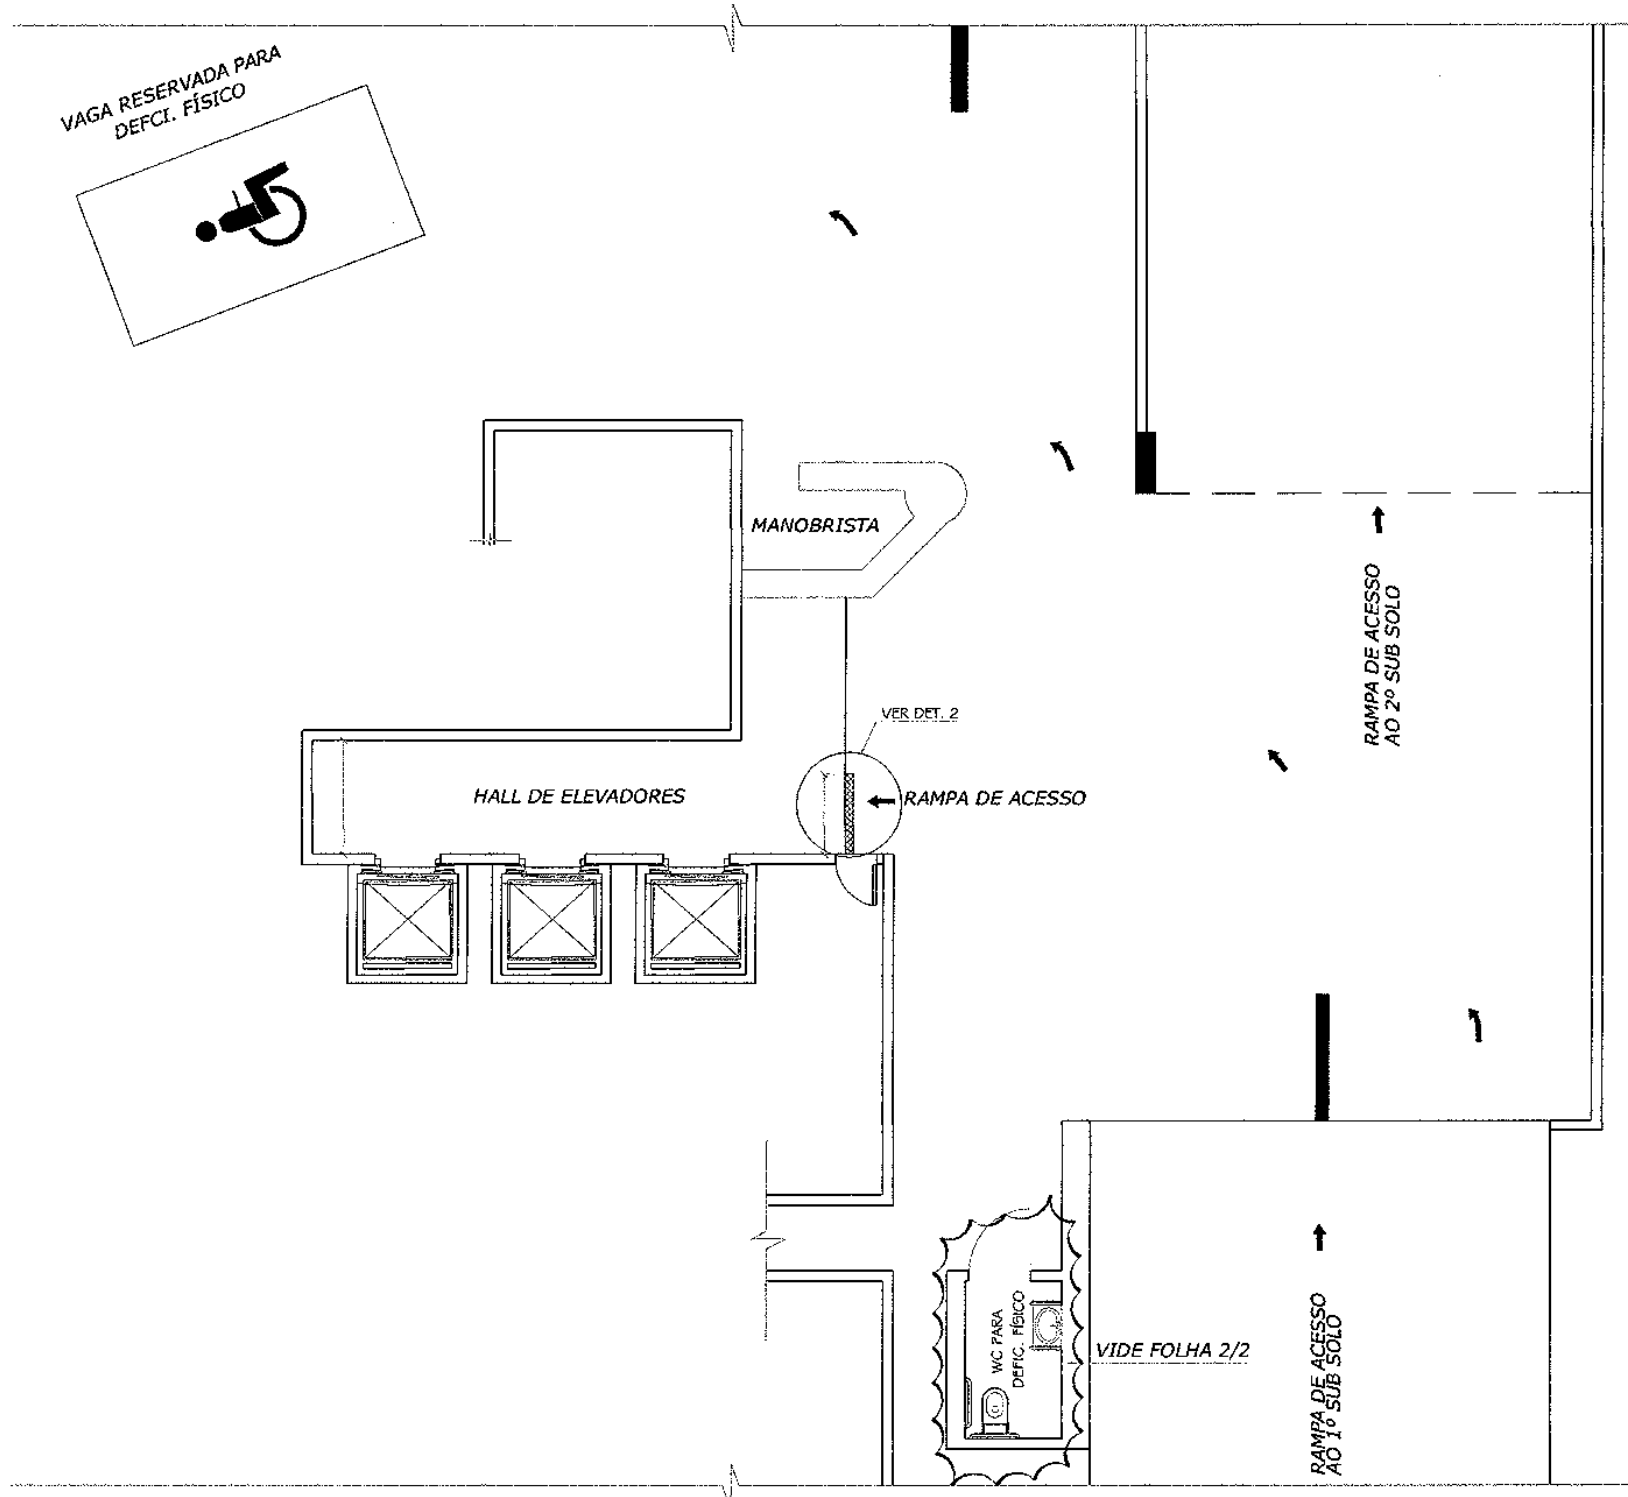 VAGA RESERVADA PARA
DEFCI. FÍSICO
MANOBRISTA
RAMPA DE ACESSO
AO 2º SUB SOLO
VER DET. 2
HALL DE ELEVADORES
RAMPA DE ACESSO
WC PARA
DEFIC. FÍSICO
VIDE FOLHA 2/2
RAMPA DE ACESSO
AO 1º SUB SOLO